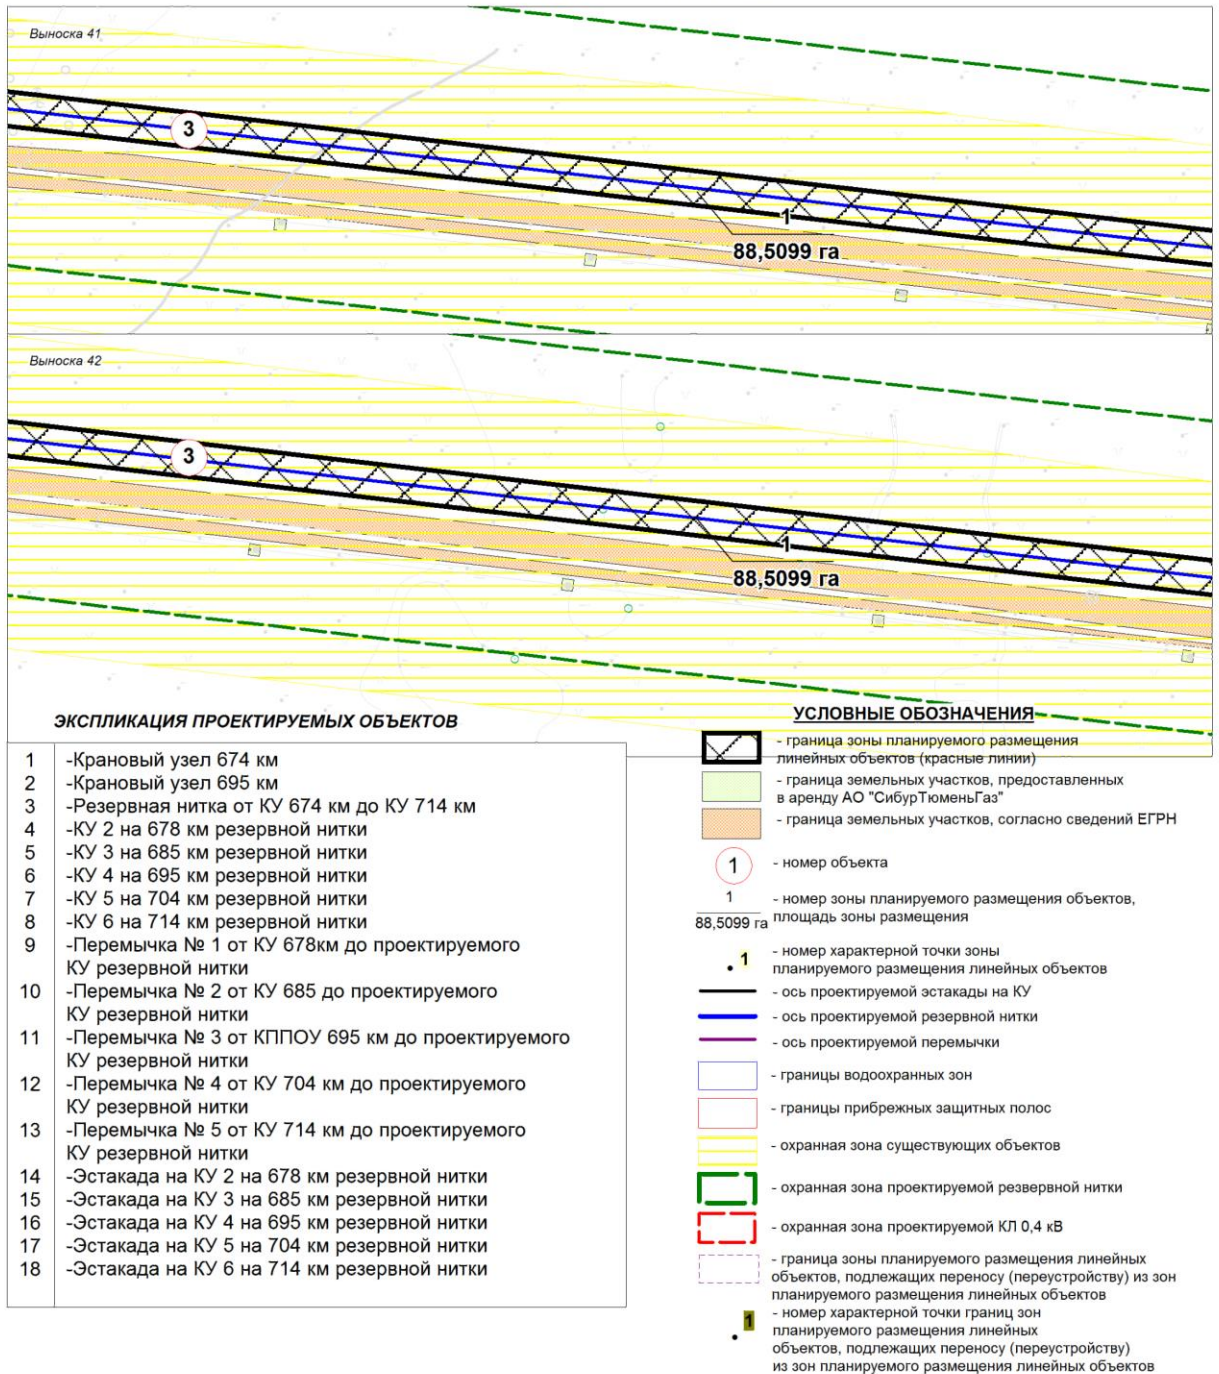 Выноска 41
3
1
88,5099 га
Выноска 42
3
1
88,5099 га
ЭКСПЛИКАЦИЯ ПРОЕКТИРУЕМЫХ ОБЪЕКТОВ
1 -Крановый узел 674 км
2 -Крановый узел 695 км
3 -Резервная нитка от КУ 674 км до КУ 714 км
4 -КУ 2 на 678 км резервной нитки
5 -КУ 3 на 685 км резервной нитки
6 -КУ 4 на 695 км резервной нитки
7 -КУ 5 на 704 км резервной нитки
8 -КУ 6 на 714 км резервной нитки
9 -Перемычка № 1 от КУ 678км до проектируемого
КУ резервной нитки
10 -Перемычка № 2 от КУ 685 до проектируемого
КУ резервной нитки
11 -Перемычка № 3 от КППОУ 695 км до проектируемого
КУ резервной нитки
12 -Перемычка № 4 от КУ 704 км до проектируемого
КУ резервной нитки
13 -Перемычка № 5 от КУ 714 км до проектируемого
КУ резервной нитки
14 -Эстакада на КУ 2 на 678 км резервной нитки
15 -Эстакада на КУ 3 на 685 км резервной нитки
16 -Эстакада на КУ 4 на 695 км резервной нитки
17 -Эстакада на КУ 5 на 704 км резервной нитки
18 -Эстакада на КУ 6 на 714 км резервной нитки
УСЛОВНЫЕ ОБОЗНАЧЕНИЯ
- граница зоны планируемого размещения
линейных объектов (красные линии)
- граница земельных участков, предоставленных
в аренду АО "СибурТюменьГаз"
- граница земельных участков, согласно сведений ЕГРН
1 - номер объекта
1 - номер зоны планируемого размещения объектов,
88,5099 га площадь зоны размещения
1 - номер характерной точки зоны
планируемого размещения линейных объектов
- ось проектируемой эстакады на КУ
- ось проектируемой резервной нитки
- ось проектируемой перемычки
- границы водоохранных зон
- границы прибрежных защитных полос
- охранная зона существующих объектов
- охранная зона проектируемой резвервной нитки
- охранная зона проектируемой КЛ 0,4 кВ
- граница зоны планируемого размещения линейных
объектов, подлежащих переносу (переустройству) из зон
планируемого размещения линейных объектов
1 - номер характерной точки границ зон
планируемого размещения линейных
объектов, подлежащих переносу (переустройству)
из зон планируемого размещения линейных объектов